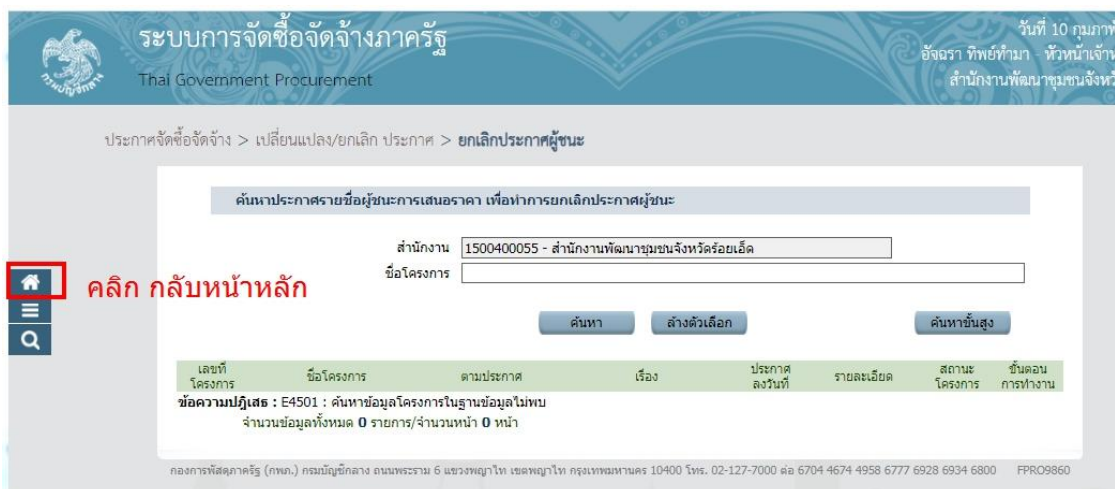 ระบบการจัดซื้อจัดจ้างภาครัฐ
Thai Government Procurement
กรมบัญชีกลาง
วันที่ 10 กุมภาพ
อัจฉรา ทิพย์ทำมา - หัวหน้าเจ้าห
สำนักงานพัฒนาชุมชนจังหวั
ประกาศจัดซื้อจัดจ้าง > เปลี่ยนแปลง/ยกเลิก ประกาศ > ยกเลิกประกาศผู้ชนะ
ค้นหาประกาศรายชื่อผู้ชนะการเสนอราคา เพื่อทำการยกเลิกประกาศผู้ชนะ
สำนักงาน 1500400055 - สำนักงานพัฒนาชุมชนจังหวัดร้อยเอ็ด
ชื่อโครงการ
คลิก กลับหน้าหลัก
ค้นหา ล้างตัวเลือก ค้นหาขั้นสูง
เลขที่โครงการ ชื่อโครงการ ตามประกาศ เรื่อง ประกาศลงวันที่ รายละเอียด สถานะโครงการ ขั้นตอนการทำงาน
ข้อความปฏิเสธ : E4501 : ค้นหาข้อมูลโครงการในฐานข้อมูลไม่พบ
จำนวนข้อมูลทั้งหมด 0 รายการ/จำนวนหน้า 0 หน้า
กองการพัสดุภาครัฐ (กพภ.) กรมบัญชีกลาง ถนนพระราม 6 แขวงพญาไท เขตพญาไท กรุงเทพมหานคร 10400 โทร. 02-127-7000 ต่อ 6704 4674 4958 6777 6928 6934 6800 FPRO9860